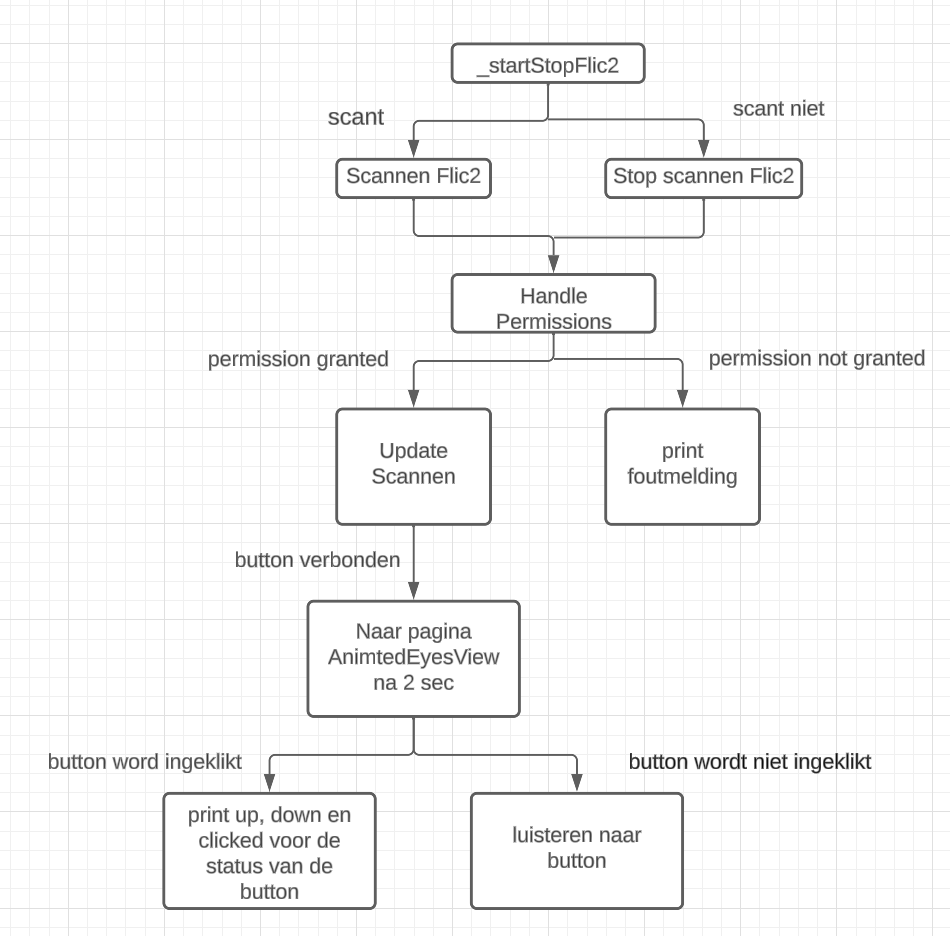 _startStopFlic2
scant
scant niet
Scannen Flic2
Stop scannen Flic2
Handle
Permissions
permission granted
permission not granted
Update
Scannen
print
foutmelding
button verbonden
Naar pagina
AnimtedEyesView
na 2 sec
button word ingeklikt
button wordt niet ingeklikt
print up, down en
clicked voor de
status van de
button
luisteren naar
button